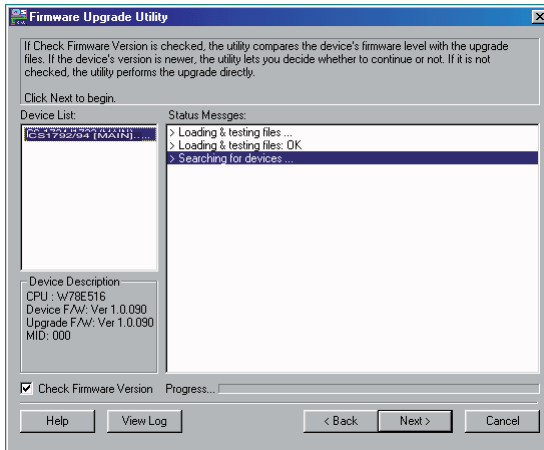 Firmware Upgrade Utility
If Check Firmware Version is checked, the utility compares the device's firmware level with the upgrade
files. If the device's version is newer, the utility lets you decide whether to continue or not. If it is not
checked, the utility performs the upgrade directly.
Click Next to begin.
Device List:
Status Messges:
CS1792/94 [MAIN]....
> Loading & testing files ...
> Loading & testing files: OK
> Searching for devices ...
Device Description
CPU : W78E516
Device F/W: Ver 1.0.090
Upgrade F/W: Ver 1.0.090
MID: 000
Check Firmware Version
Progress...
Help
View Log
< Back
Next >
Cancel